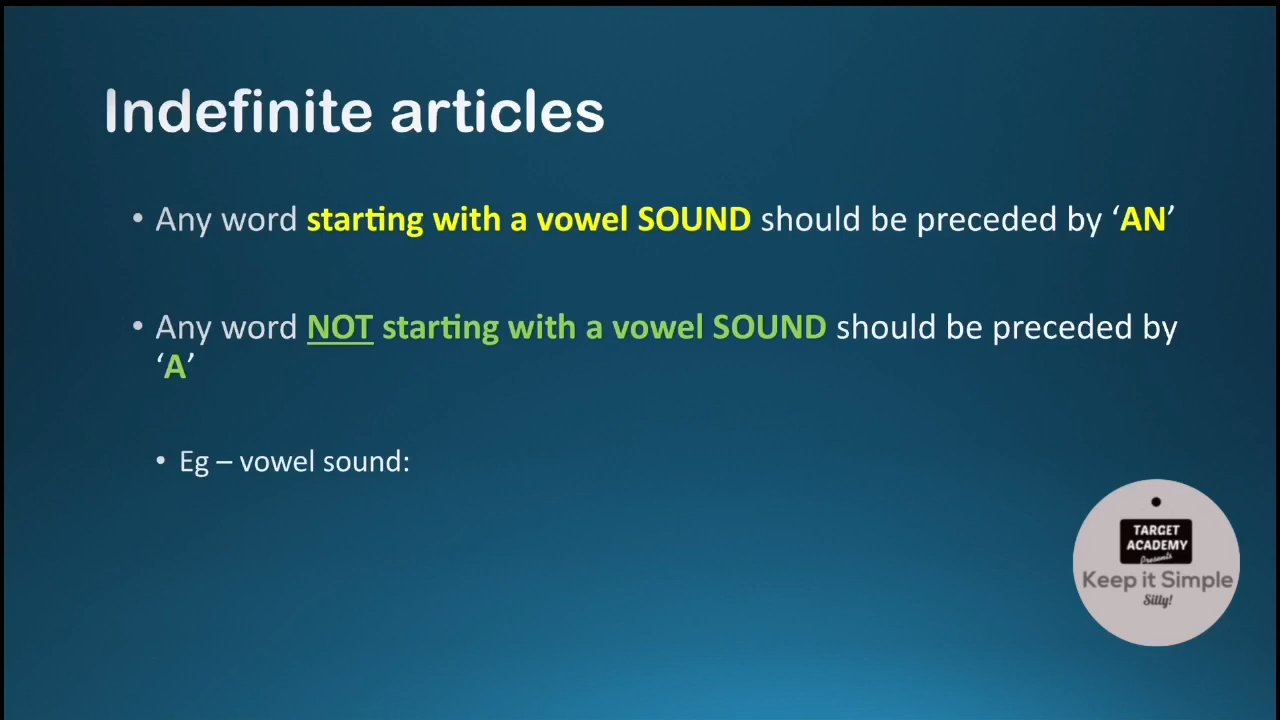 Indefinite articles
• Any word starting with a vowel SOUND should be preceded by ‘AN’
• Any word NOT starting with a vowel SOUND should be preceded by
‘A’
• Eg – vowel sound:
TARGET
ACADEMY
Presents
Keep it Simple
Silly!